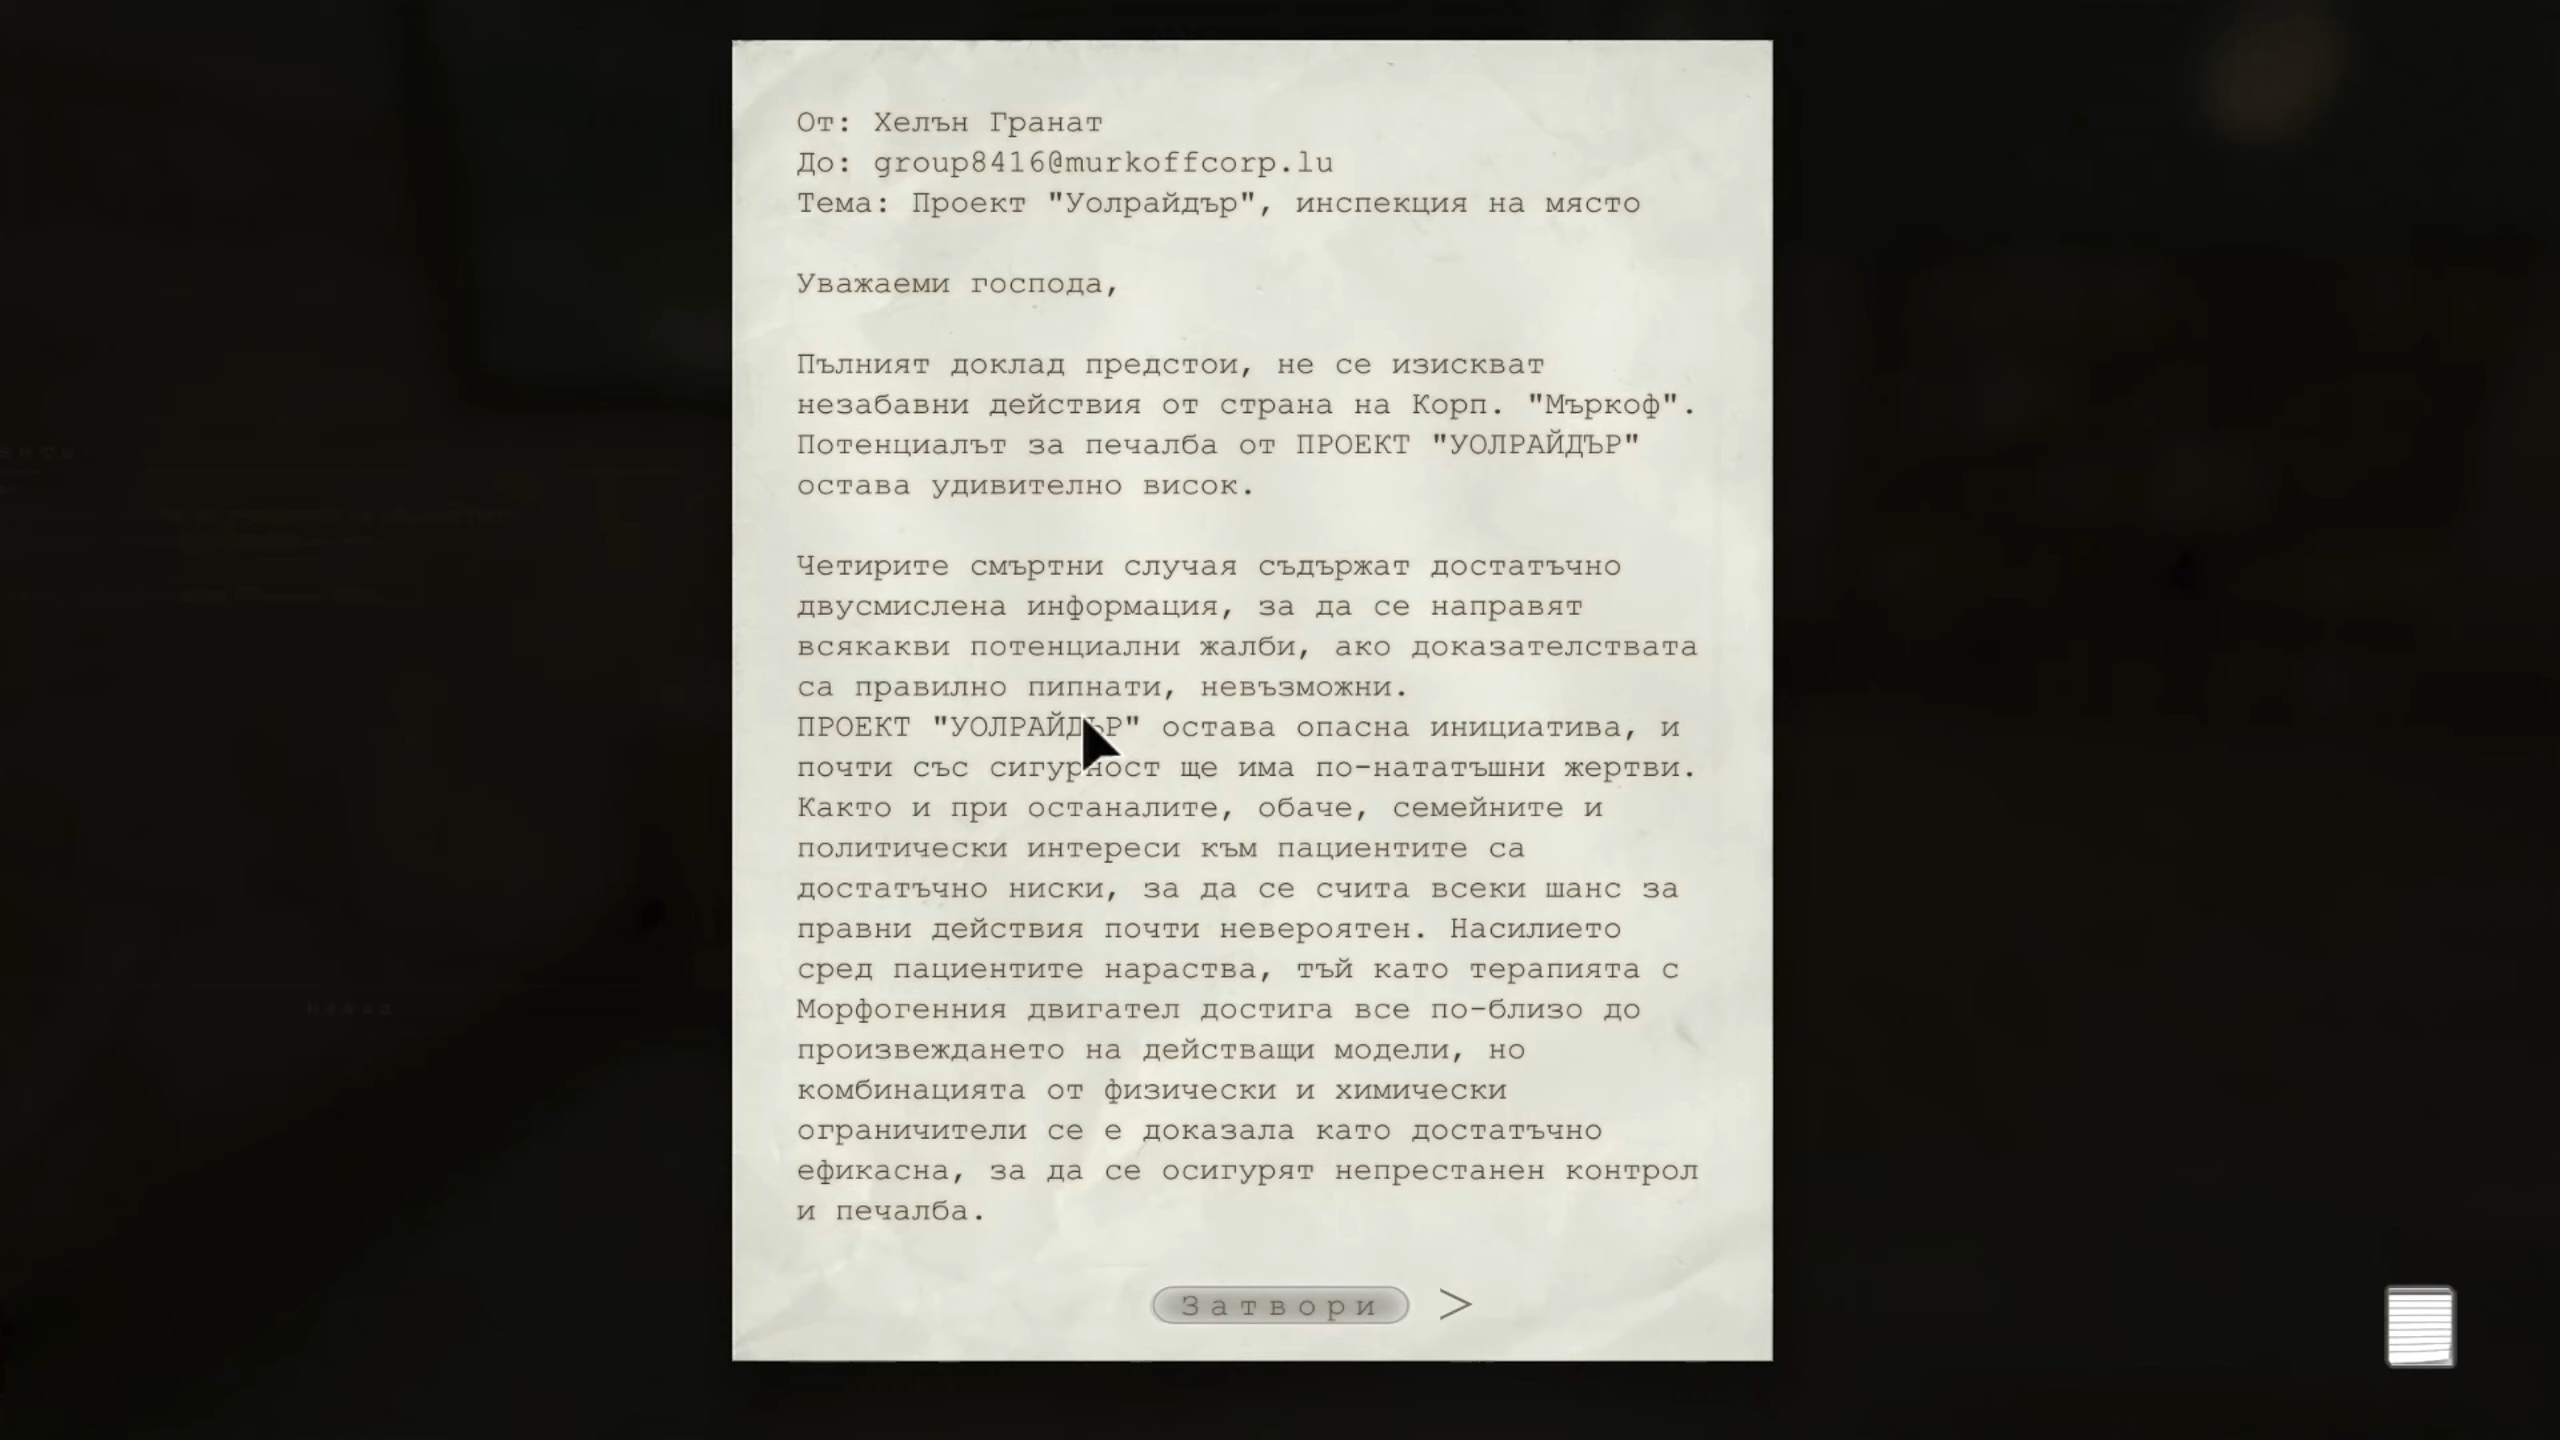 От: Хелън Гранат
До: group8416@murkoffcorp.lu
Тема: Проект "Уолрайдър", инспекция на място
Уважаеми господа,
Пълният доклад предстои, не се изискват
незабавни действия от страна на Корп. "Мъркоф".
Потенциалът за печалба от ПРОЕКТ "УОЛРАЙДЪР"
остава удивително висок.
Четирите смъртни случая съдържат достатъчно
двусмислена информация, за да се направят
всякакви потенциални жалби, ако доказателствата
са правилно пипнати, невъзможни.
ПРОЕКТ "УОЛРАЙДЪР" остава опасна инициатива, и
почти със сигурност ще има по-нататъшни жертви.
Както и при останалите, обаче, семейните и
политически интереси към пациентите са
достатъчно ниски, за да се счита всеки шанс за
правни действия почти невероятен. Насилието
сред пациентите нараства, тъй като терапията с
Морфогенния двигател достига все по-близо до
произвеждането на действащи модели, но
комбинацията от физически и химически
ограничители се е доказала като достатъчно
ефикасна, за да се осигурят непрестанен контрол
и печалба.
Затвори >